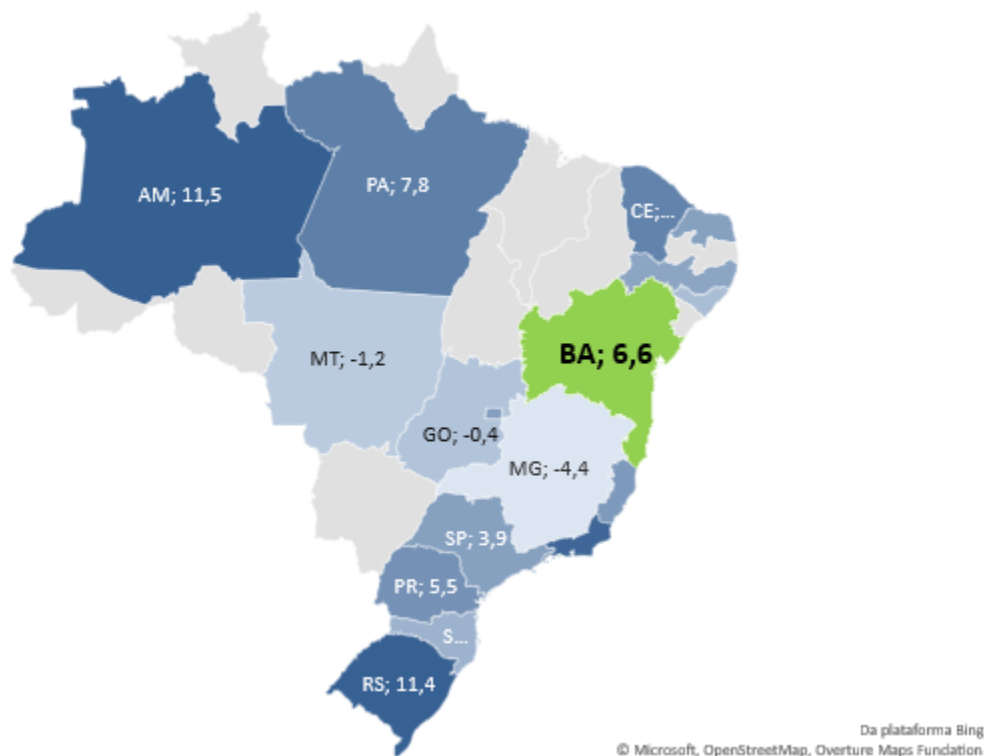 AM; 11,5
PA; 7,8
CE;...
BA; 6,6
MT; -1,2
GO; -0,4
MG; -4,4
SP; 3,9
PR; 5,5
S...
RS; 11,4
Da plataforma Bing
© Microsoft, OpenStreetMap, Overture Maps Fundation